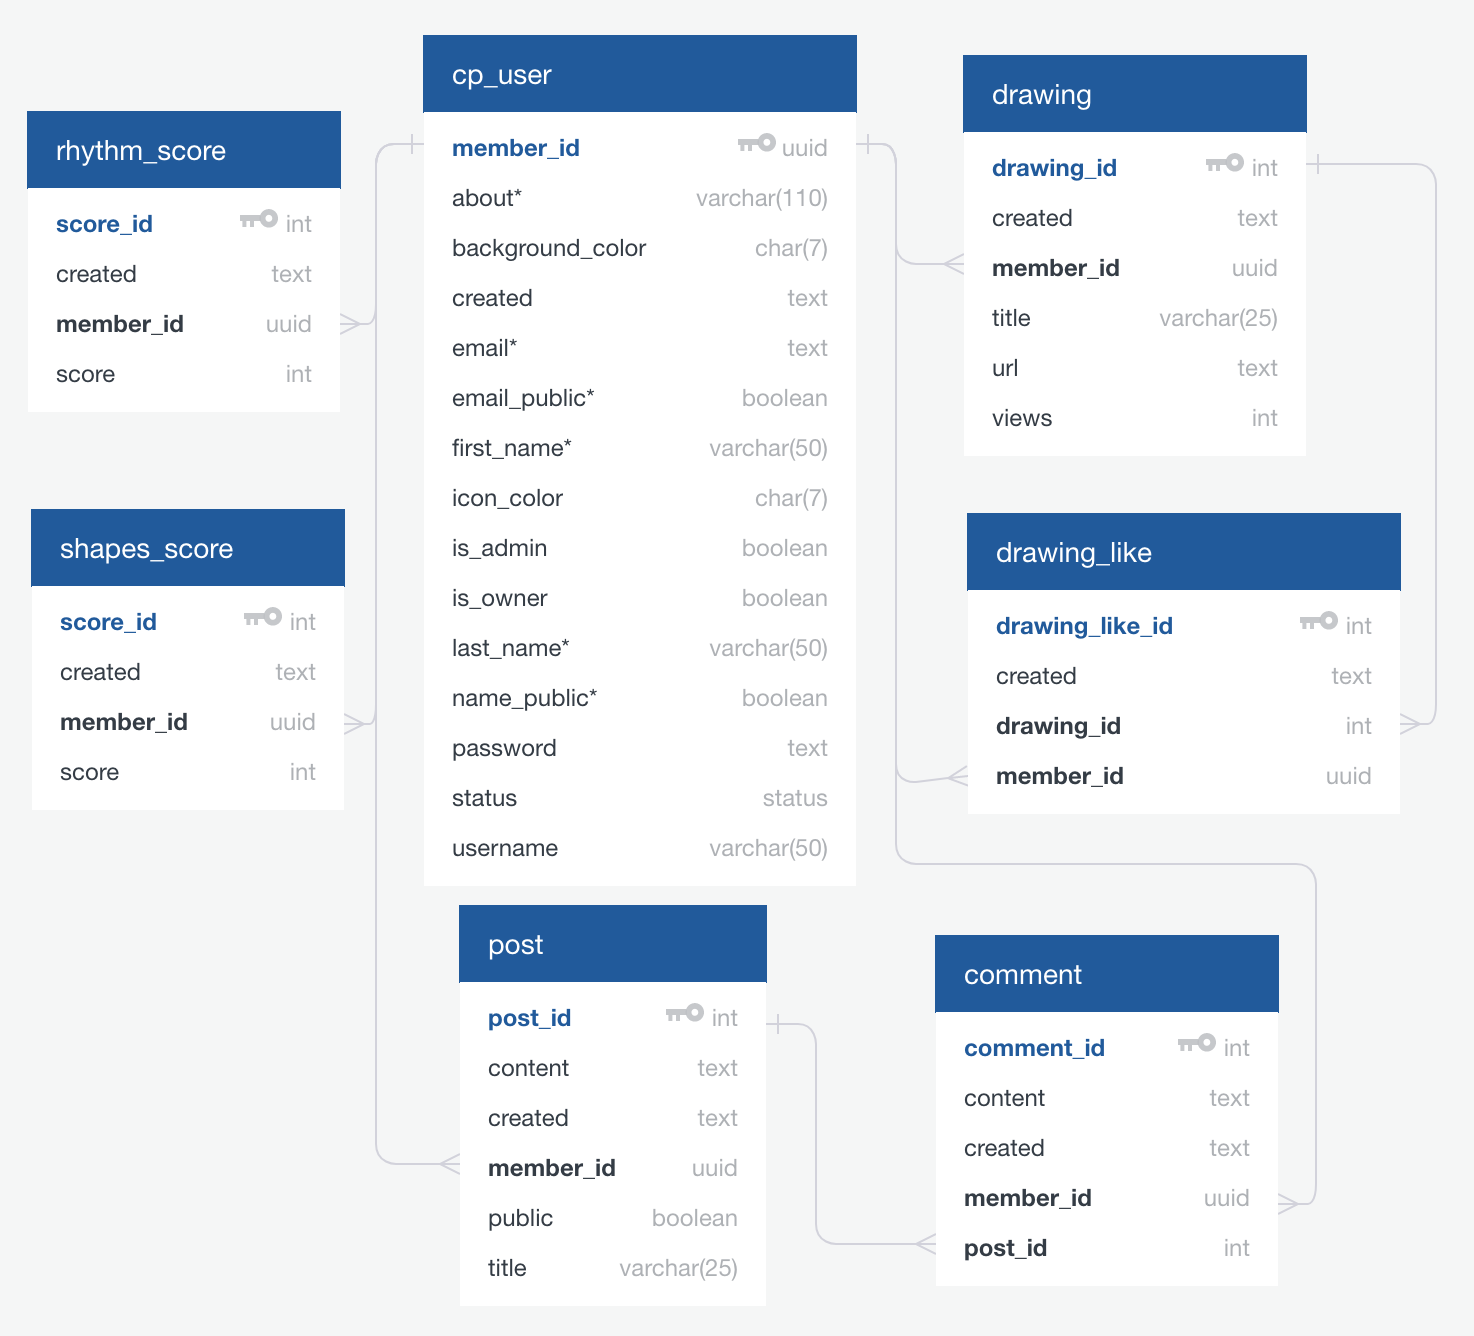 rhythm_score
score_id int
created text
member_id uuid
score int
shapes_score
score_id int
created text
member_id uuid
score int
cp_user
member_id uuid
about* varchar(110)
background_color char(7)
created text
email* text
email_public* boolean
first_name* varchar(50)
icon_color char(7)
is_admin boolean
is_owner boolean
last_name* varchar(50)
name_public* boolean
password text
status status
username varchar(50)
post
post_id int
content text
created text
member_id uuid
public boolean
title varchar(25)
drawing
drawing_id int
created text
member_id uuid
title varchar(25)
url text
views int
drawing_like
drawing_like_id int
created text
drawing_id int
member_id uuid
comment
comment_id int
content text
created text
member_id uuid
post_id int